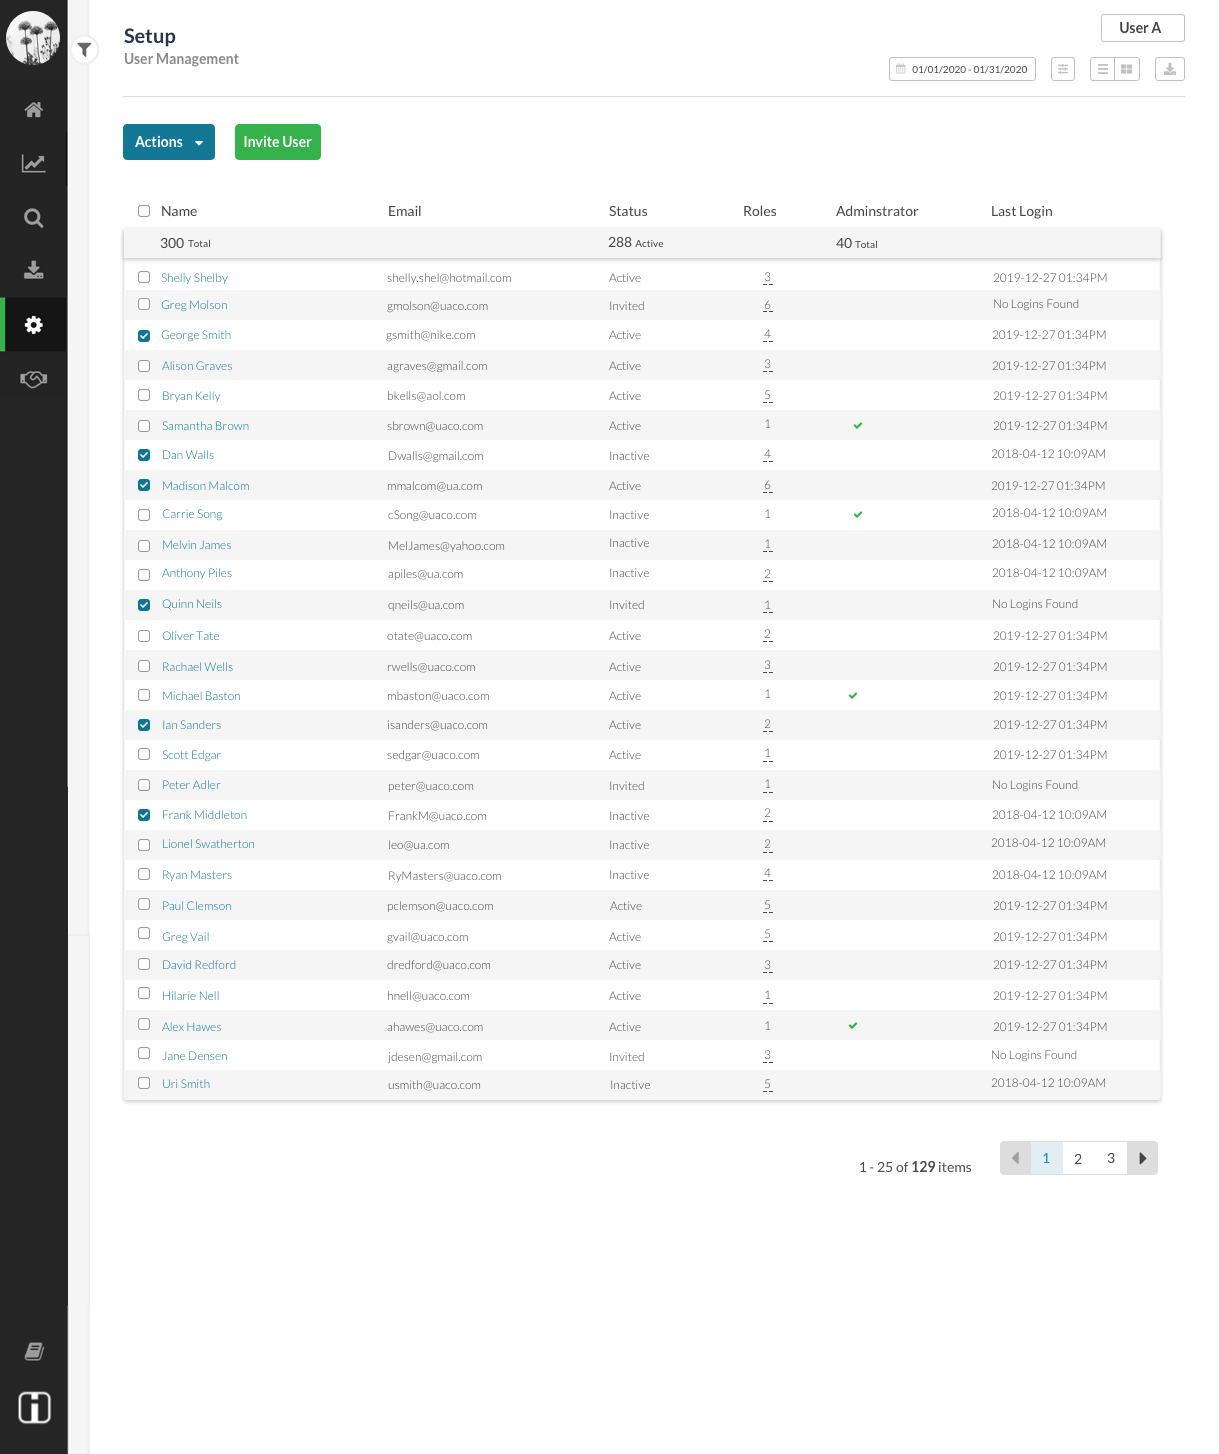 Setup
User Management
User A
01/01/2020 - 01/31/2020
Actions
Invite User
Name Email Status Roles Adminstrator Last Login
300 Total 288 Active 40 Total
Shelly Shelby shelly.shel@hotmail.com Active 3 2019-12-27 01:34PM
Greg Molson gmolson@uaco.com Invited 6 No Logins Found
George Smith gsmith@nike.com Active 4 2019-12-27 01:34PM
Alison Graves agraves@gmail.com Active 3 2019-12-27 01:34PM
Bryan Kelly bkells@aol.com Active 5 2019-12-27 01:34PM
Samantha Brown sbrown@uaco.com Active 1 2019-12-27 01:34PM
Dan Walls Dwalls@gmail.com Inactive 4 2018-04-12 10:09AM
Madison Malcom mmalcom@ua.com Active 6 2019-12-27 01:34PM
Carrie Song cSong@uaco.com Inactive 1 2018-04-12 10:09AM
Melvin James MelJames@yahoo.com Inactive 1 2018-04-12 10:09AM
Anthony Piles apiles@ua.com Inactive 2 2018-04-12 10:09AM
Quinn Neils qneils@ua.com Invited 1 No Logins Found
Oliver Tate otate@uaco.com Active 2 2019-12-27 01:34PM
Rachael Wells rwells@uaco.com Active 3 2019-12-27 01:34PM
Michael Baston mbaston@uaco.com Active 1 2019-12-27 01:34PM
Ian Sanders isanders@uaco.com Active 2 2019-12-27 01:34PM
Scott Edgar sedgar@uaco.com Active 1 2019-12-27 01:34PM
Peter Adler peter@uaco.com Invited 1 No Logins Found
Frank Middleton FrankM@uaco.com Inactive 2 2018-04-12 10:09AM
Lionel Swatherton leo@ua.com Inactive 2 2018-04-12 10:09AM
Ryan Masters RyMasters@uaco.com Inactive 4 2018-04-12 10:09AM
Paul Clemson pclemson@uaco.com Active 5 2019-12-27 01:34PM
Greg Vail gvail@uaco.com Active 5 2019-12-27 01:34PM
David Redford dredford@uaco.com Active 3 2019-12-27 01:34PM
Hilarie Nell hnell@uaco.com Active 1 2019-12-27 01:34PM
Alex Hawes ahawes@uaco.com Active 1 2019-12-27 01:34PM
Jane Densen jdesen@gmail.com Invited 3 No Logins Found
Uri Smith usmith@uaco.com Inactive 5 2018-04-12 10:09AM
1 - 25 of 129 items 1 2 3